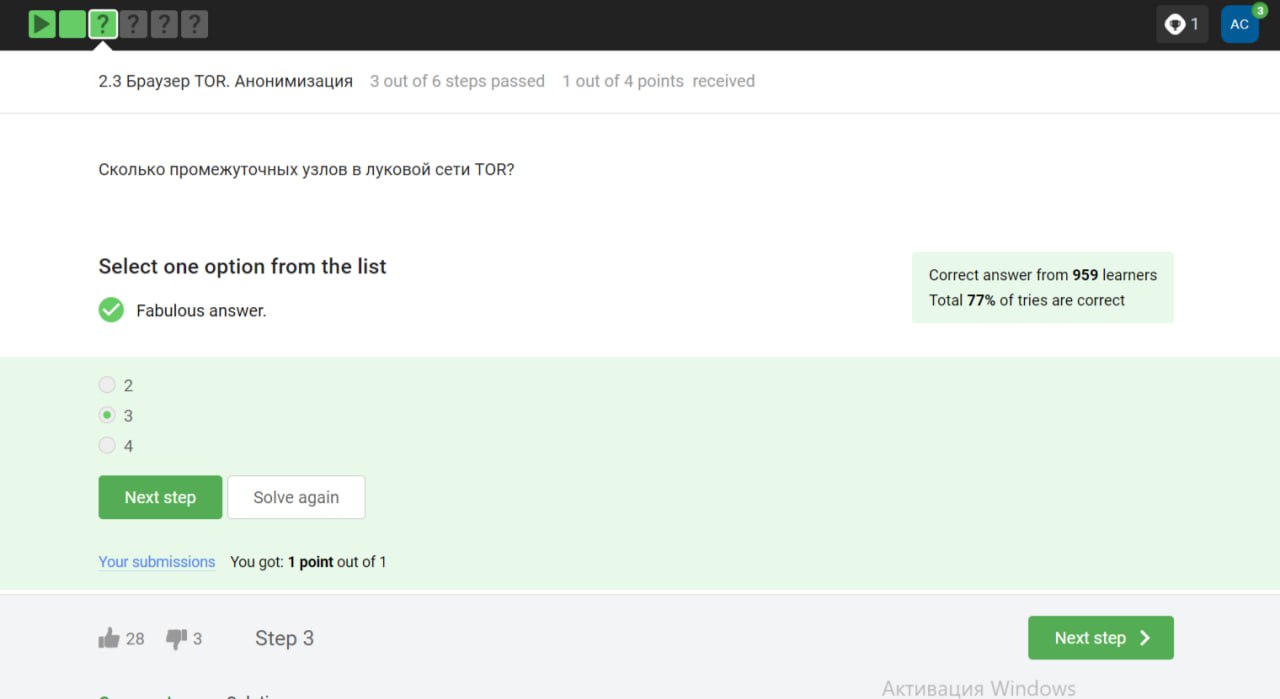 ? ? ? ?
1
AC
3
2.3 Браузер TOR. Анонимизация 3 out of 6 steps passed 1 out of 4 points received
Сколько промежуточных узлов в луковой сети TOR?
Select one option from the list
Fabulous answer.
Correct answer from 959 learners
Total 77% of tries are correct
2
3
4
Next step Solve again
Your submissions You got: 1 point out of 1
28 3 Step 3 Next step
Активация Windows